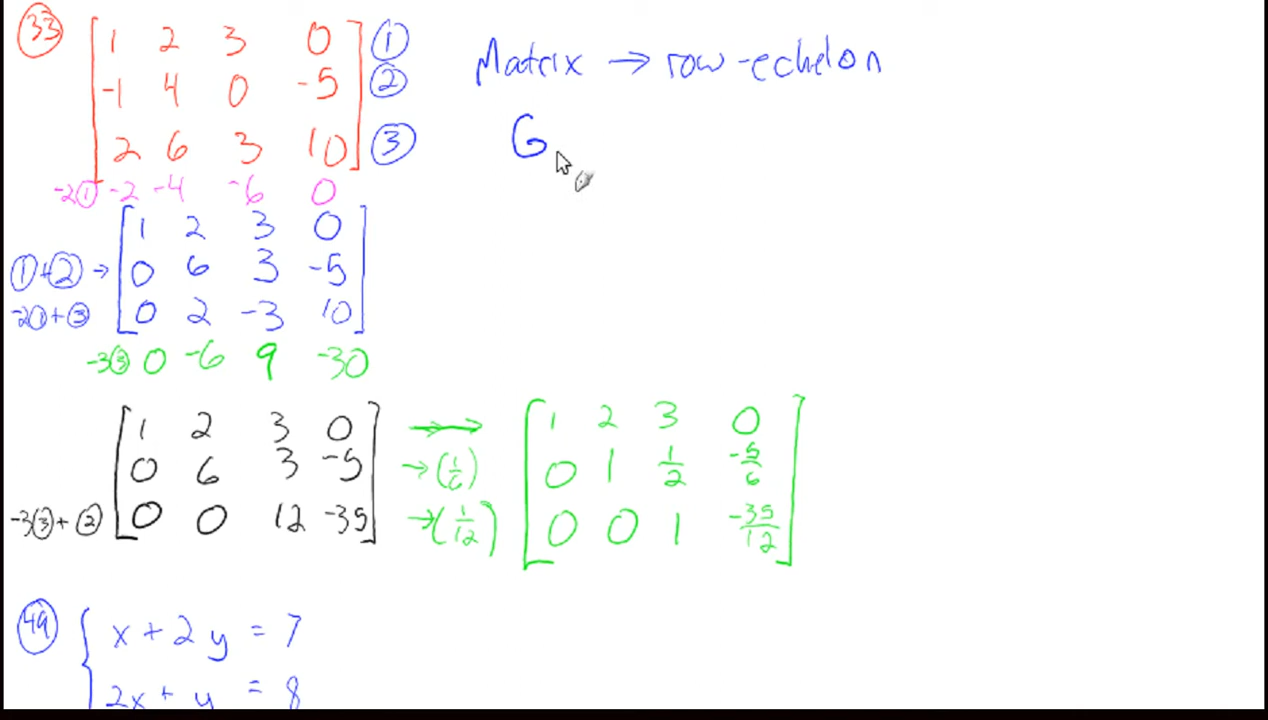 33 1 2 3 0 ① Matrix → row-echelon
-1 4 0 -5 ②
2 6 3 10 ③ G
-2① -2 -4 -6 0
1 2 3 0
①+② → 0 6 3 -5
-2①+③ 0 2 -3 10
-3③ 0 -6 9 -30
1 2 3 0 → 1 2 3 0
0 6 3 -5 → (1/6) 0 1 1/2 -5/6
-3③+② 0 0 12 -35 → (1/12) 0 0 1 -35/12
49 x + 2y = 7
2x + y = 8